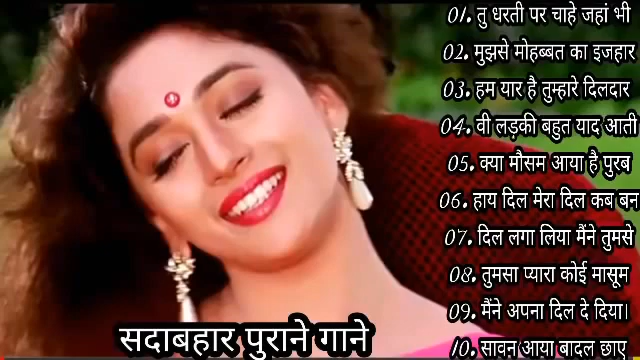 01. तु धरती पर चाहे जहां भी
02. मुझसे मोहब्बत का इजहार
03. हम यार है तुम्हारे दिलदार
04. वी लड़की बहुत याद आती
05. क्या मौसम आया है पुरब
06. हाय दिल मेरा दिल कब बन
07. दिल लगा लिया मैंने तुमसे
08. तुमसा प्यारा कोई मासूम
09. मैंने अपना दिल दे दिया।
10. सावन आया बादल छाए
सदाबहार पुराने गाने